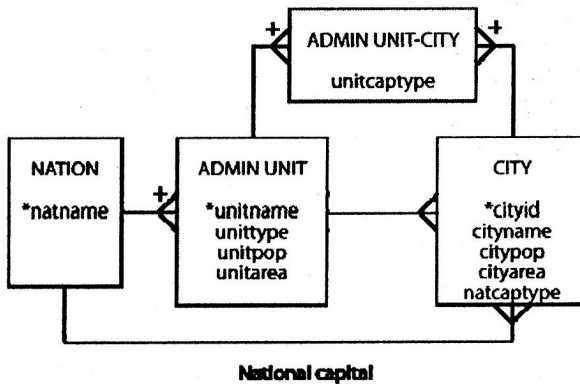 +
ADMIN UNIT-CITY
+
unitcaptype
NATION
*natname
+
ADMIN UNIT
*unitname
unittype
unitpop
unitarea
CITY
*cityid
cityname
citypop
cityarea
natcaptype
National capital